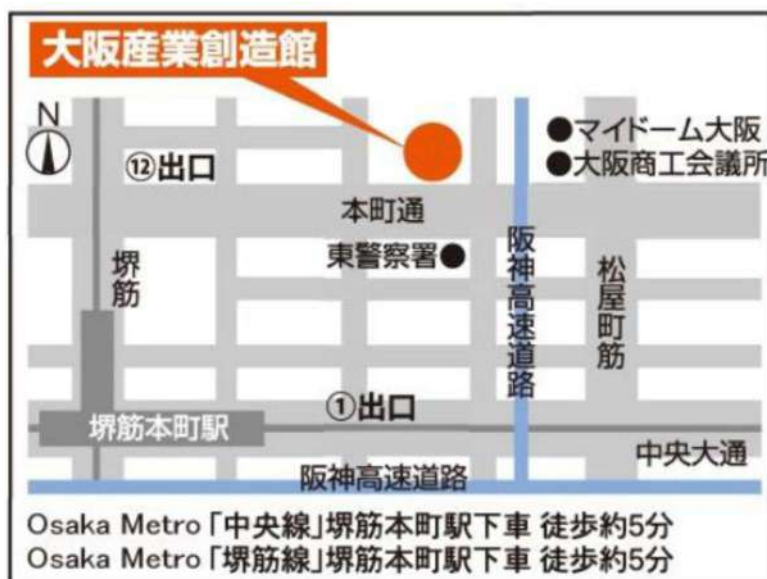 大阪産業創造館
N
⑫出口
●マイドーム大阪
●大阪商工会議所
本町通
東警察署●
堺筋
阪神高速道路
松屋町筋
①出口
堺筋本町駅
中央大通
阪神高速道路
Osaka Metro「中央線」堺筋本町駅下車 徒歩約5分
Osaka Metro「堺筋線」堺筋本町駅下車 徒歩約5分